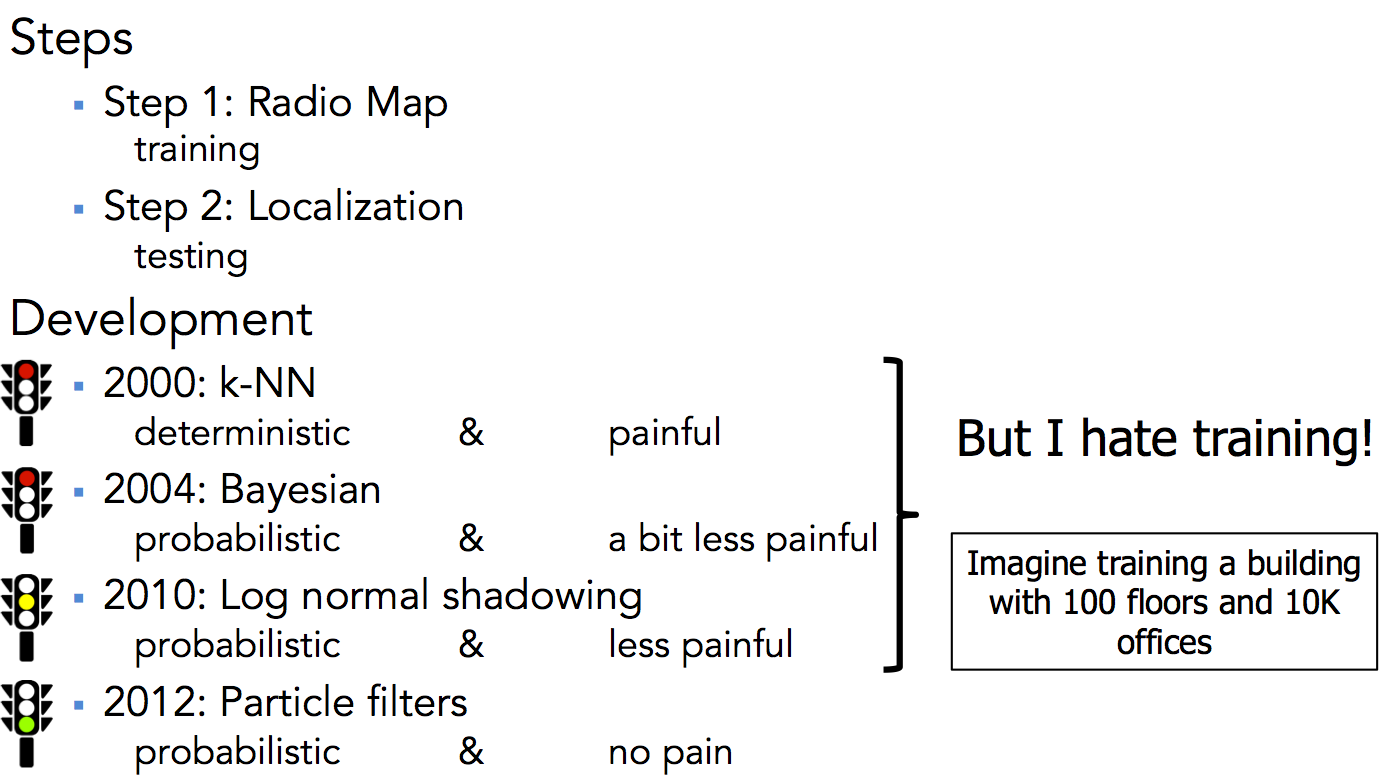 Steps
Step 1: Radio Map
training
Step 2: Localization
testing
Development
2000: k-NN
deterministic & painful
2004: Bayesian
probabilistic & a bit less painful
2010: Log normal shadowing
probabilistic & less painful
2012: Particle filters
probabilistic & no pain
But I hate training!
Imagine training a building
with 100 floors and 10K
offices